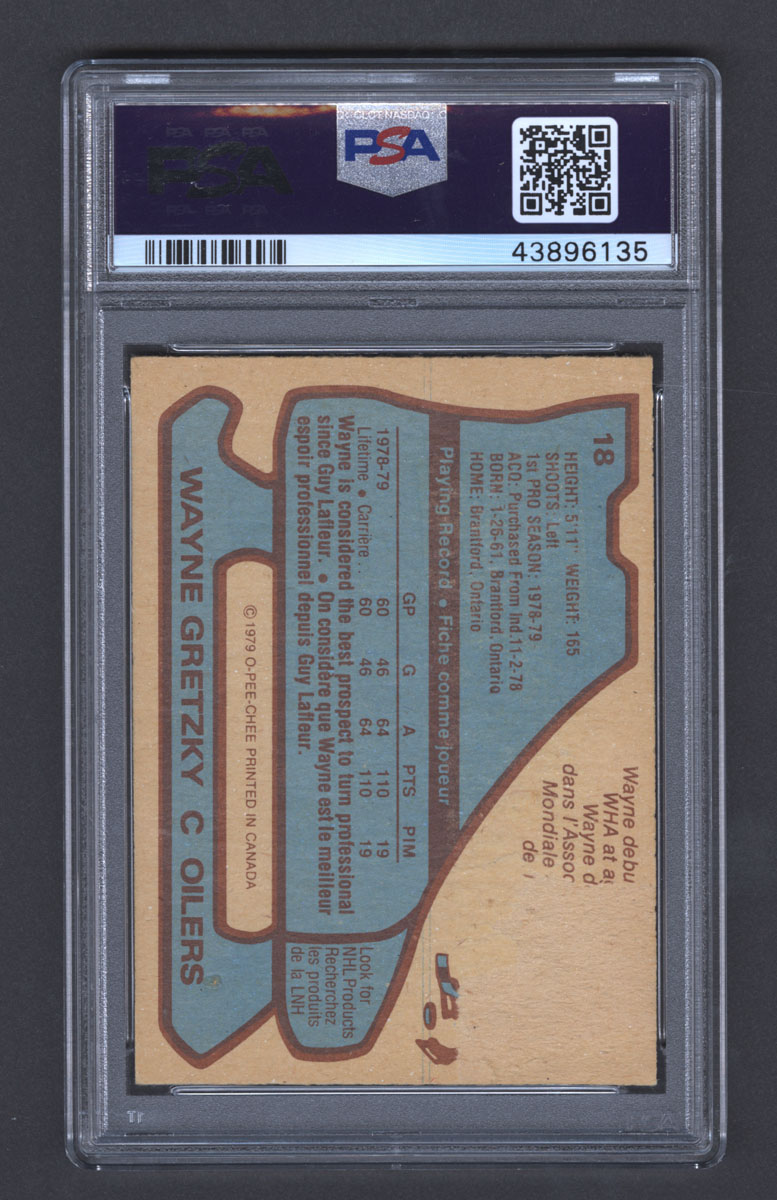 PSA
PSA
43896135
18
HEIGHT: 5'11" WEIGHT: 165
SHOOTS: Left
1st PRO SEASON: 1978-79
ACQ: Purchased From Ind.11-2-78
BORN: 1-26-61, Brantford, Ontario
HOME: Brantford, Ontario
Wayne debu
WHA at a
Wayne d
dans l'Assoc
Mondiale
de
Playing Record • Fiche comme joueur
GP G A PTS PIM
1978-79 60 46 64 110 19
Lifetime • Carrière... 60 46 64 110 19
Wayne is considered the best prospect to turn professional
since Guy Lafleur. • On considère que Wayne est le meilleur
espoir professionnel depuis Guy Lafleur.
Look for
NHL Products
Recherchez
les produits
de la LNH
© 1979 O-PEE-CHEE PRINTED IN CANADA
WAYNE GRETZKY C OILERS